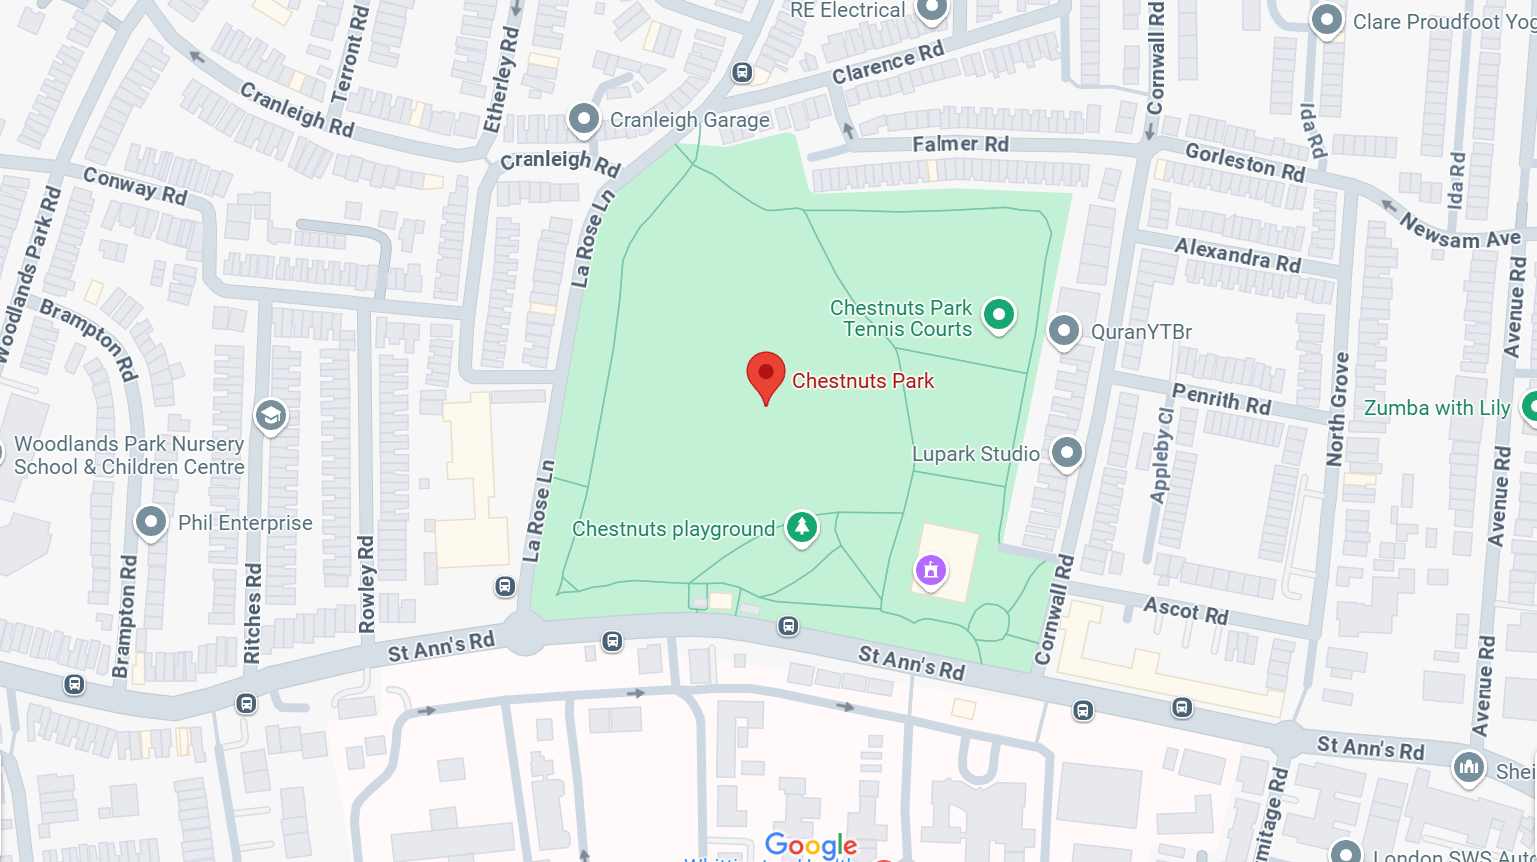 RE Electrical
Clare Proudfoot Yog
Terront Rd
Etherley Rd
Clarence Rd
Cornwall Rd
Cranleigh Rd
Cranleigh Garage
Ida Rd
Falmer Rd
Cranleigh Rd
Gorleston Rd
Ida Rd
Conway Rd
Newsam Ave
Woodlands Park Rd
La Rose Ln
Alexandra Rd
Avenue Rd
Brampton Rd
Chestnuts Park
Tennis Courts
QuranYTBr
Chestnuts Park
Penrith Rd
North Grove
Zumba with Lily
Woodlands Park Nursery
School & Children Centre
Lupark Studio
Appleby Cl
Avenue Rd
La Rose Ln
Phil Enterprise
Chestnuts playground
Brampton Rd
Ritches Rd
Rowley Rd
Cornwall Rd
Ascot Rd
St Ann's Rd
St Ann's Rd
Avenue Rd
St Ann's Rd
Shei
mitage Rd
Google
London SWS Auto